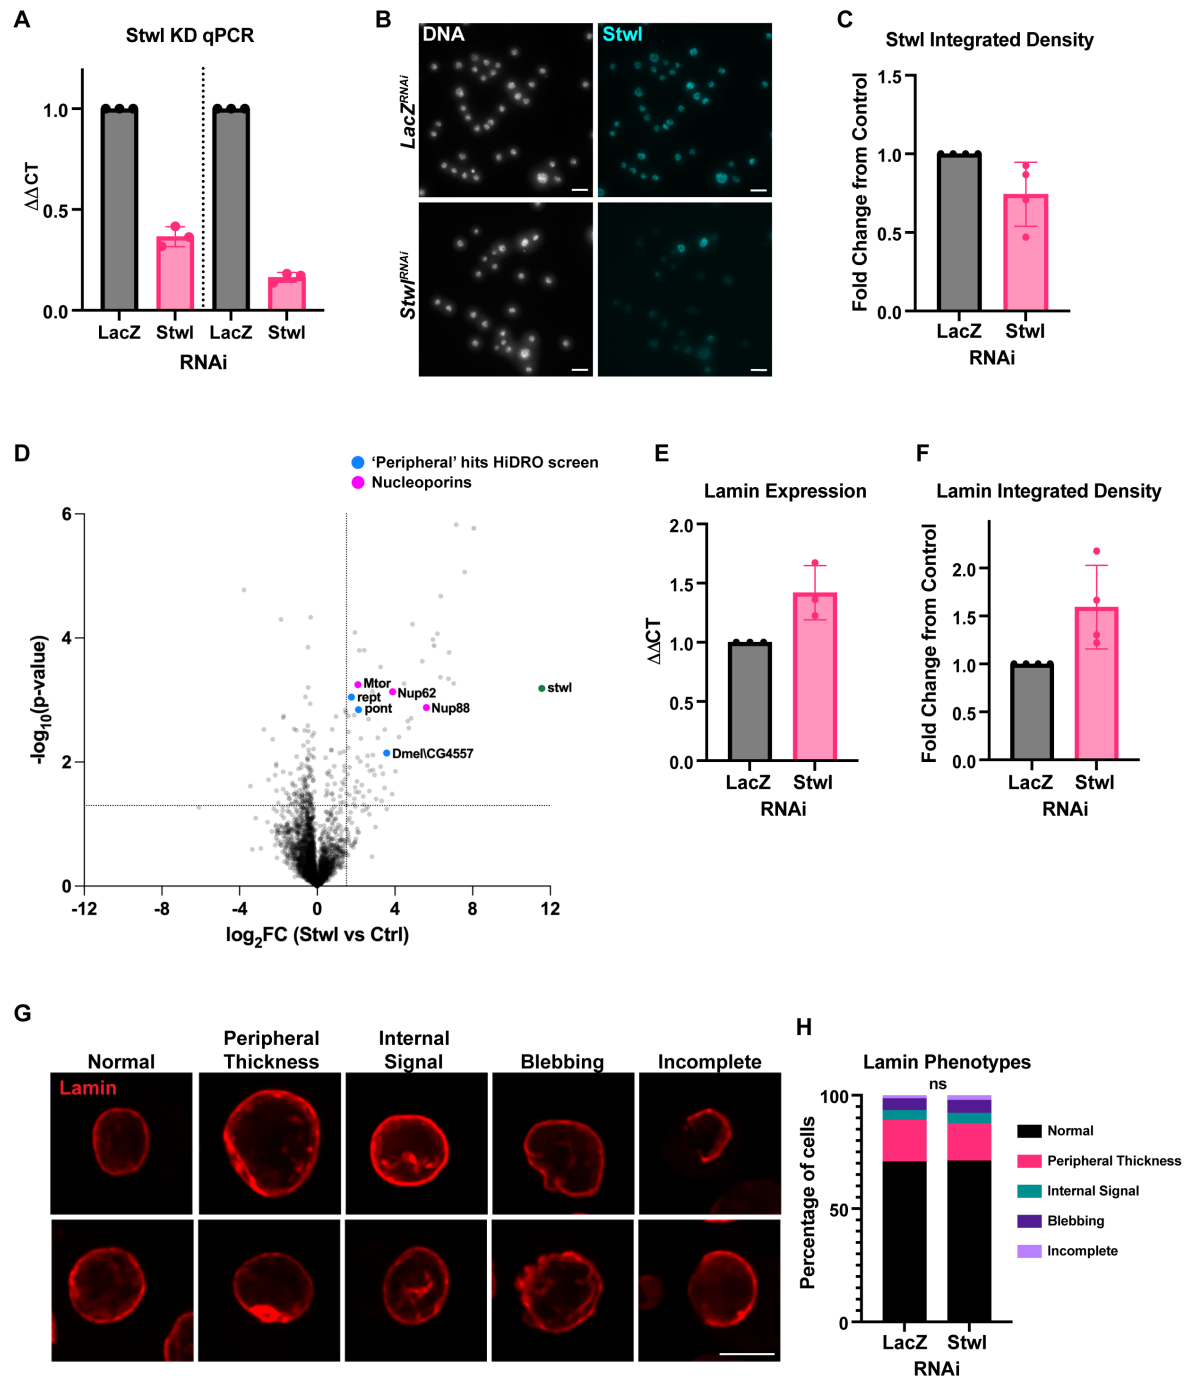 A
Stwl KD qPCR
ΔΔCT
1.0
0.5
0.0
LacZ
Stwl
LacZ
Stwl
RNAi
B
DNA
Stwl
LacZRNAi
StwlRNAi
C
Stwl Integrated Density
Fold Change from Control
1.5
1.0
0.5
0.0
LacZ
Stwl
RNAi
D
‘Peripheral’ hits HiDRO screen
Nucleoporins
-log10(p-value)
6
4
2
0
Mtor
rept
Nup62
pont
Nup88
stwl
Dmel\CG4557
-12
-8
-4
0
4
8
12
log2FC (Stwl vs Ctrl)
E
Lamin Expression
ΔΔCT
2.0
1.5
1.0
0.5
0.0
LacZ
Stwl
RNAi
F
Lamin Integrated Density
Fold Change from Control
2.0
1.5
1.0
0.5
0.0
LacZ
Stwl
RNAi
G
Normal
Peripheral
Thickness
Internal
Signal
Blebbing
Incomplete
Lamin
H
Lamin Phenotypes
ns
Percentage of cells
100
50
0
LacZ
Stwl
RNAi
Normal
Peripheral Thickness
Internal Signal
Blebbing
Incomplete